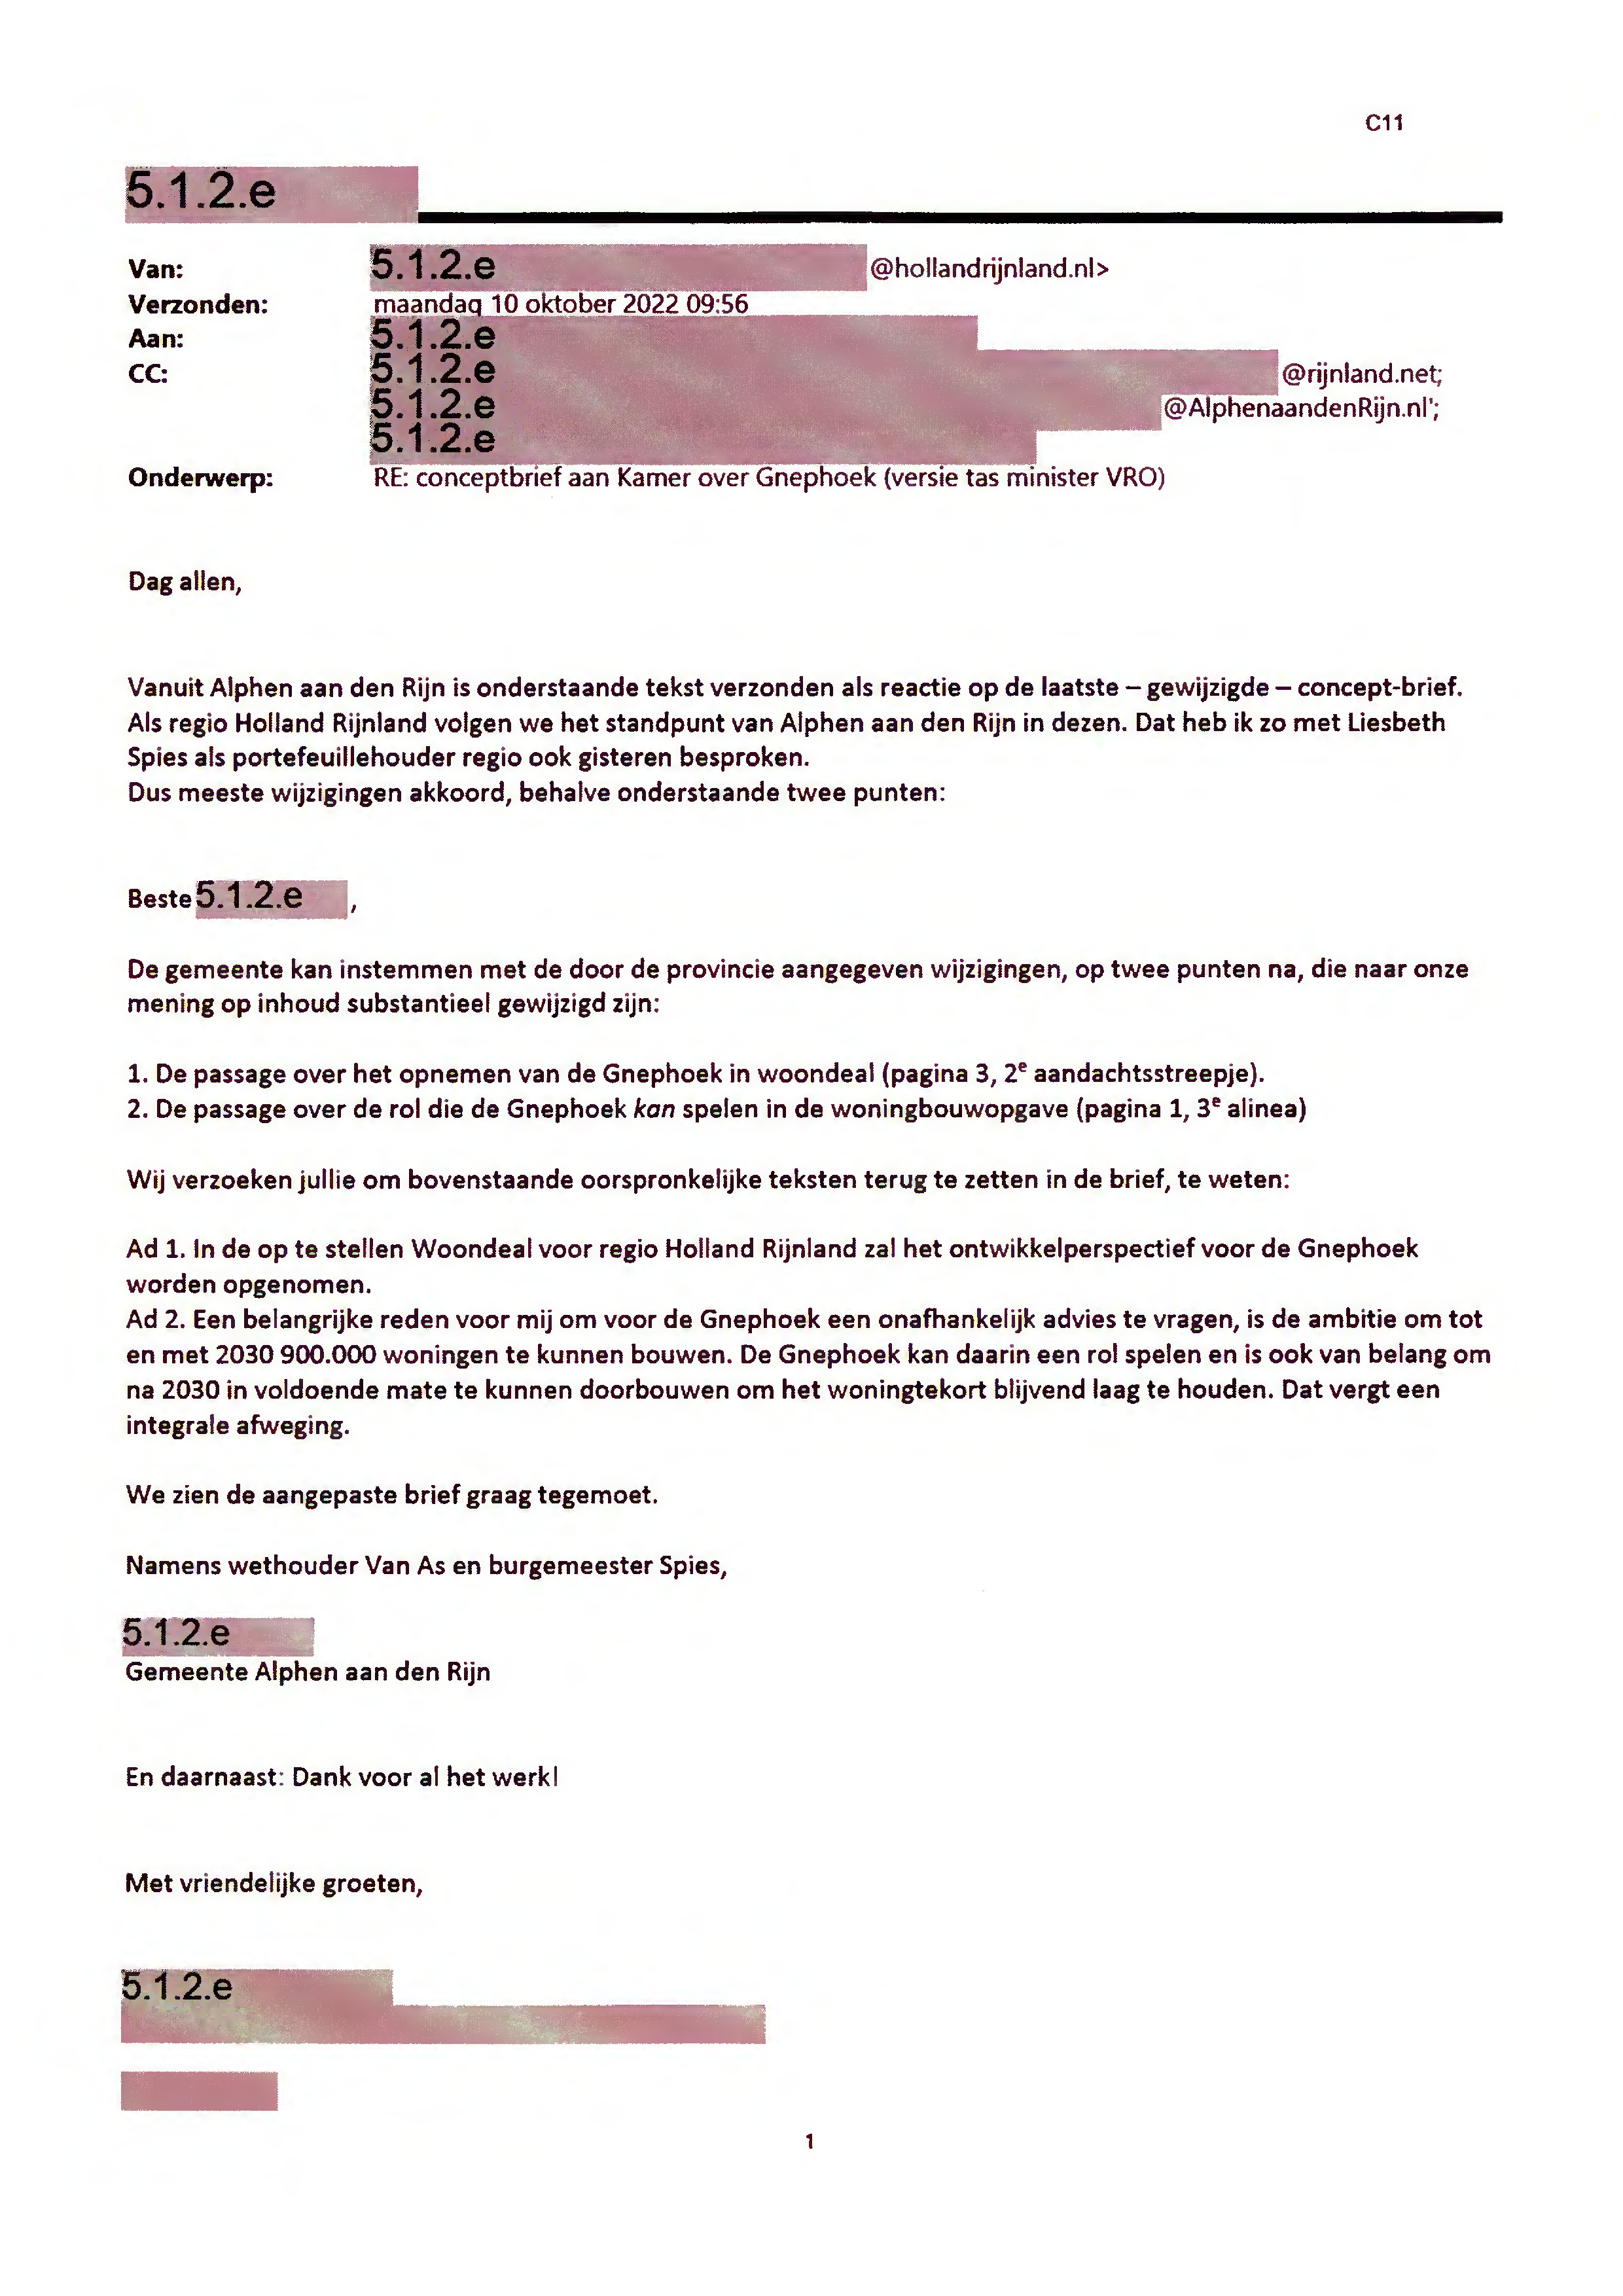 C11
5.1.2.e
Van: 5.1.2.e @hollandrijnland.nl>
Verzonden: maandag 10 oktober 2022 09:56
Aan: 5.1.2.e
CC: 5.1.2.e @rijnland.net;
5.1.2.e @AlphenaandenRijn.nl';
5.1.2.e
Onderwerp: RE: conceptbrief aan Kamer over Gnephoek (versie tas minister VRO)
Dag allen,
Vanuit Alphen aan den Rijn is onderstaande tekst verzonden als reactie op de laatste – gewijzigde – concept-brief.
Als regio Holland Rijnland volgen we het standpunt van Alphen aan den Rijn in dezen. Dat heb ik zo met Liesbeth
Spies als portefeuillehouder regio ook gisteren besproken.
Dus meeste wijzigingen akkoord, behalve onderstaande twee punten:
Beste 5.1.2.e ,
De gemeente kan instemmen met de door de provincie aangegeven wijzigingen, op twee punten na, die naar onze
mening op inhoud substantieel gewijzigd zijn:
1. De passage over het opnemen van de Gnephoek in woondeal (pagina 3, 2e aandachtsstreepje).
2. De passage over de rol die de Gnephoek kan spelen in de woningbouwopgave (pagina 1, 3e alinea)
Wij verzoeken jullie om bovenstaande oorspronkelijke teksten terug te zetten in de brief, te weten:
Ad 1. In de op te stellen Woondeal voor regio Holland Rijnland zal het ontwikkelperspectief voor de Gnephoek
worden opgenomen.
Ad 2. Een belangrijke reden voor mij om voor de Gnephoek een onafhankelijk advies te vragen, is de ambitie om tot
en met 2030 900.000 woningen te kunnen bouwen. De Gnephoek kan daarin een rol spelen en is ook van belang om
na 2030 in voldoende mate te kunnen doorbouwen om het woningtekort blijvend laag te houden. Dat vergt een
integrale afweging.
We zien de aangepaste brief graag tegemoet.
Namens wethouder Van As en burgemeester Spies,
5.1.2.e
Gemeente Alphen aan den Rijn
En daarnaast: Dank voor al het werk!
Met vriendelijke groeten,
5.1.2.e
1